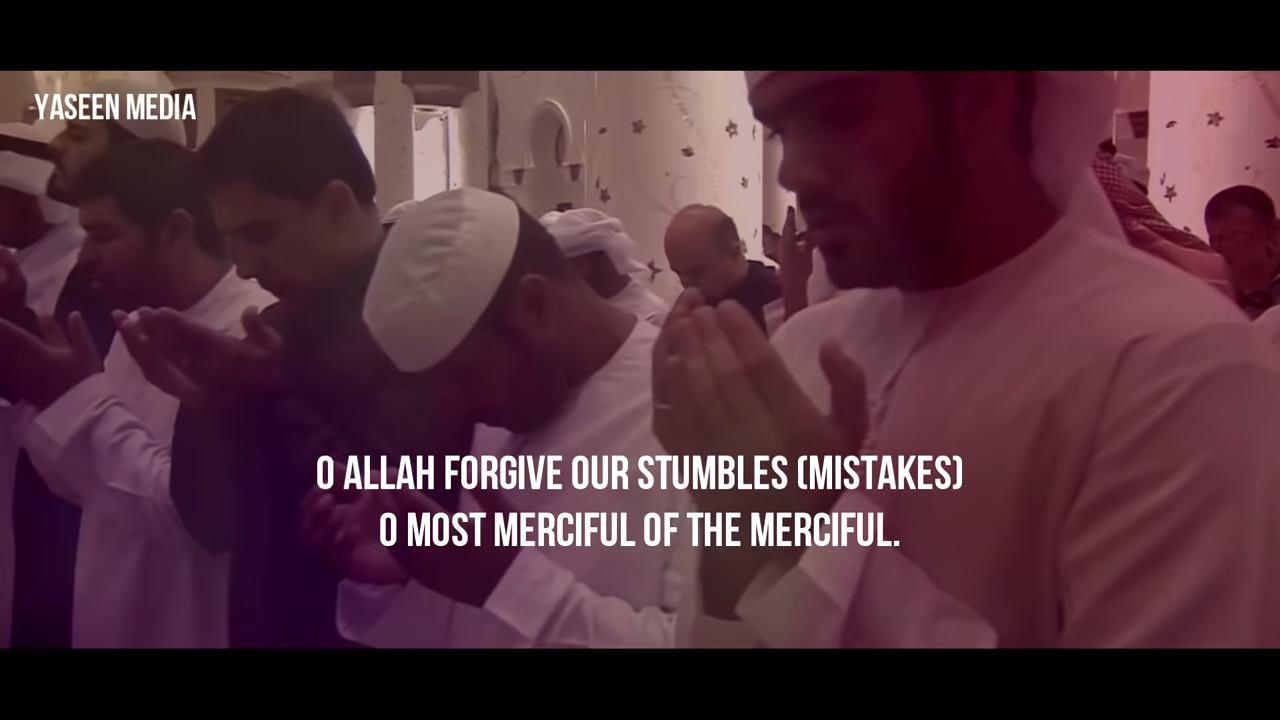 YASEEN MEDIA
O ALLAH FORGIVE OUR STUMBLES (MISTAKES)
O MOST MERCIFUL OF THE MERCIFUL.